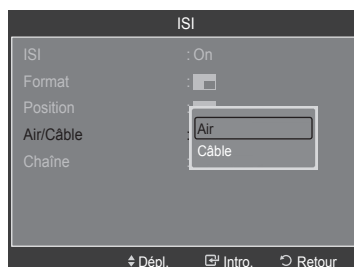 ISI
ISI : On
Format :
Position :
Air/Câble :
Chaîne :
Air
Câble
Dépl. Intro. Retour